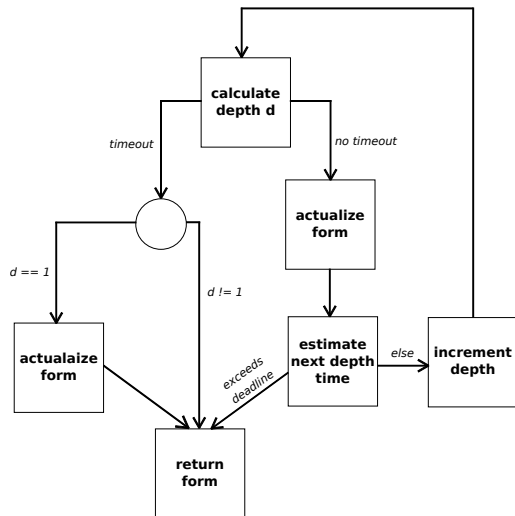 calculate
depth d
timeout
no timeout
actualize
form
d == 1
d != 1
actualaize
form
exceeds
deadline
estimate
next depth
time
else
increment
depth
return
form